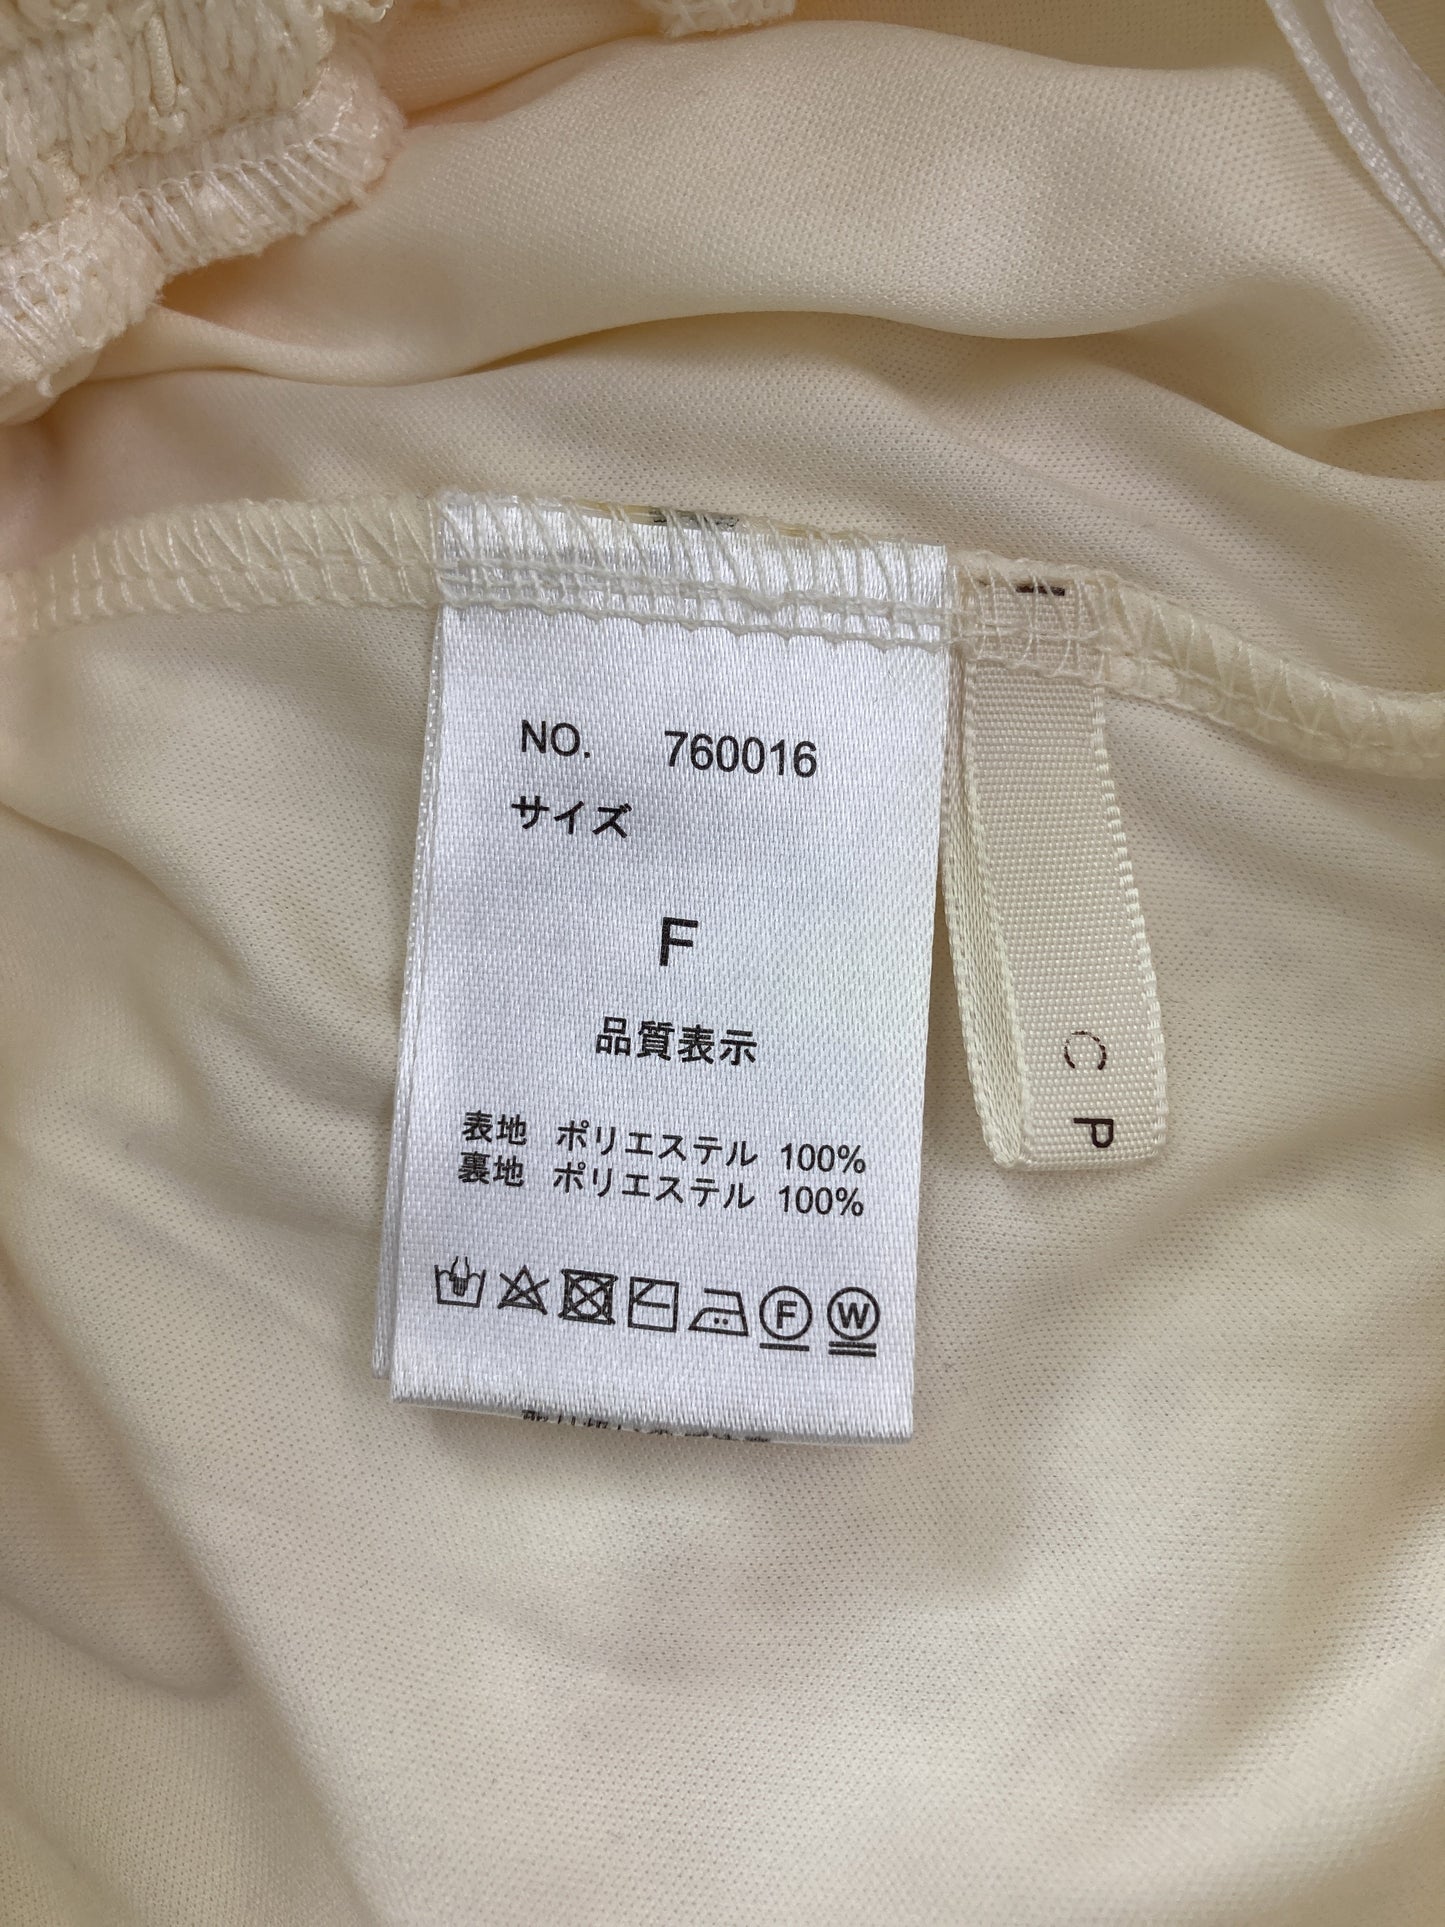 NO. 760016
サイズ
F
品質表示
表地 ポリエステル 100%
裏地 ポリエステル 100%
F W
C P